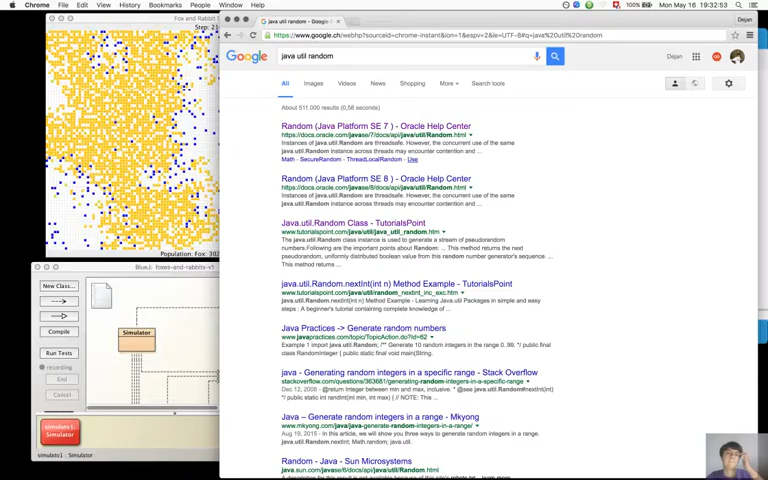 Chrome File Edit View History Bookmarks People Window Help
100% Mon May 16 19:32:53
Fox and Rabbit S
Step: 21
Population: Fox: 302
java util random - Google S
Dejan
https://www.google.ch/webhp?sourceid=chrome-instant&ion=1&espv=2&ie=UTF-8#q=java%20util%20random
Google
java util random
Dejan
All Images Videos News Shopping More Search tools
About 511.000 results (0,58 seconds)
Random (Java Platform SE 7 ) - Oracle Help Center
https://docs.oracle.com/javase/7/docs/api/java/util/Random.html
Instances of java.util.Random are threadsafe. However, the concurrent use of the same
java.util.Random instance across threads may encounter contention and ...
Math - SecureRandom - ThreadLocalRandom - Use
Random (Java Platform SE 8 ) - Oracle Help Center
https://docs.oracle.com/javase/8/docs/api/java/util/Random.html
Instances of java.util.Random are threadsafe. However, the concurrent use of the same
java.util.Random instance across threads may encounter contention and ...
Java.util.Random Class - TutorialsPoint
www.tutorialspoint.com/java/util/java_util_random.htm
The java.util.Random class instance is used to generate a stream of pseudorandom
numbers.Following are the important points about Random: ... This method returns the next
pseudorandom, uniformly distributed boolean value from this random number generator's sequence...
This method returns ...
java.util.Random.nextInt(int n) Method Example - TutorialsPoint
www.tutorialspoint.com/java/util/random_nextint_inc_exc.htm
java.util.Random.nextInt(int n) Method Example - Learning Java.util Packages in simple and easy
steps : A beginner's tutorial containing complete knowledge of ...
Java Practices -> Generate random numbers
www.javapractices.com/topic/TopicAction.do?Id=62
Example 1 import java.util.Random; /** Generate 10 random integers in the range 0..99. */ public final
class RandomInteger { public static final void main(String.
java - Generating random integers in a specific range - Stack Overflow
stackoverflow.com/questions/363681/generating-random-integers-in-a-specific-range
Dec 12, 2008 - @return Integer between min and max, inclusive. * @see java.util.Random#nextInt(int)
*/ public static int randInt(int min, int max) { // NOTE: This ...
Java – Generate random integers in a range - Mkyong
www.mkyong.com/java/java-generate-random-integers-in-a-range/
Aug 19, 2015 - In this article, we will show you three ways to generate random integers in a range.
java.util.Random.nextInt; Math.random; java.util.
Random - Java - Sun Microsystems
java.sun.com/javase/6/docs/api/java/util/Random.html
BlueJ: foxes-and-rabbits-v1
New Class...
Compile
Run Tests
recording
End
Cancel
Simulator
simulato1:
Simulator
simulato1 : Simulator